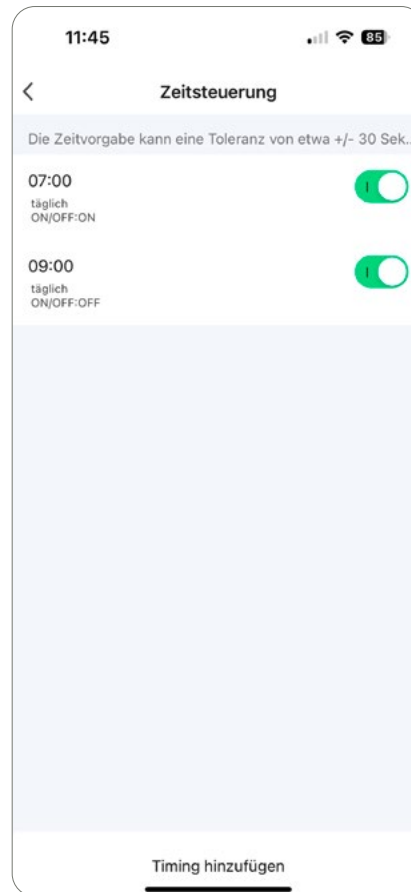 11:45
85
Zeitsteuerung
Die Zeitvorgabe kann eine Toleranz von etwa +/- 30 Sek..
07:00
täglich
ON/OFF:ON
09:00
täglich
ON/OFF:OFF
Timing hinzufügen